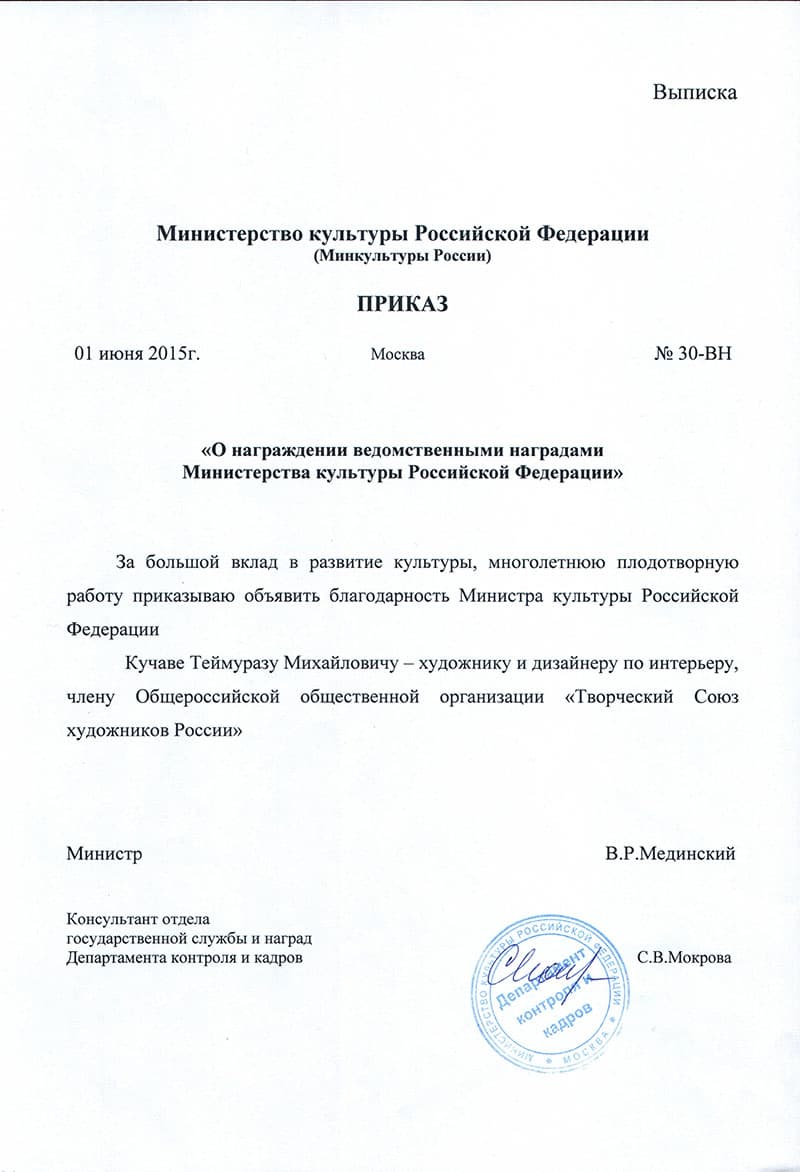 Выписка
Министерство культуры Российской Федерации
(Минкультуры России)
ПРИКАЗ
01 июня 2015г. Москва № 30-ВН
«О награждении ведомственными наградами
Министерства культуры Российской Федерации»
За большой вклад в развитие культуры, многолетнюю плодотворную
работу приказываю объявить благодарность Министра культуры Российской
Федерации
Кучаве Теймуразу Михайловичу – художнику и дизайнеру по интерьеру,
члену Общероссийской общественной организации «Творческий Союз
художников России»
Министр В.Р.Мединский
Консультант отдела
государственной службы и наград
Департамента контроля и кадров С.В.Мокрова
МИНИСТЕРСТВО КУЛЬТУРЫ РОССИЙСКОЙ ФЕДЕРАЦИИ
МОСКВА
Департамент
контроля и
кадров